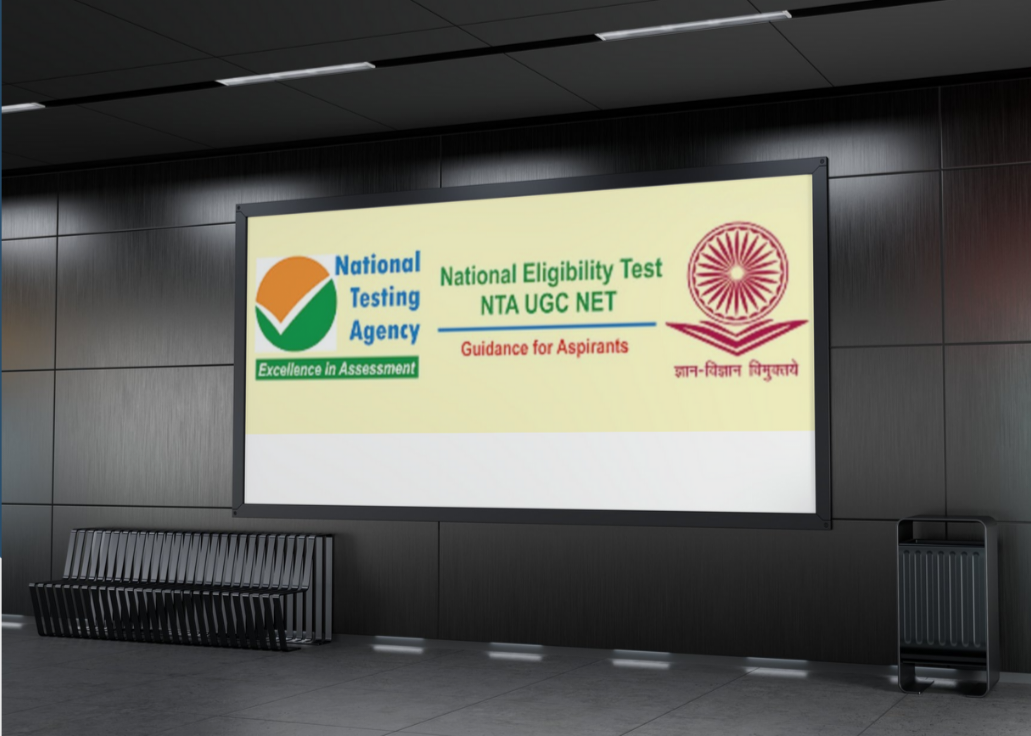 National
Testing
Agency
Excellence in Assessment
National Eligibility Test
NTA UGC NET
Guidance for Aspirants
ज्ञान-विज्ञान विमुक्तये